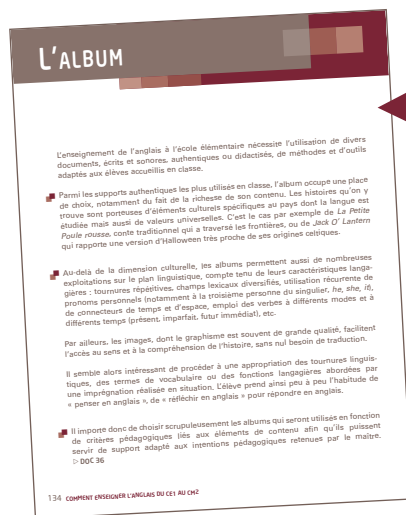 L'ALBUM
L'enseignement de l'anglais à l'école élémentaire nécessite l'utilisation de divers
documents, écrits et sonores, authentiques ou didactisés, de méthodes et d'outils
adaptés aux élèves accueillis en classe.
Parmi les supports authentiques les plus utilisés en classe, l'album occupe une place
de choix, notamment du fait de la richesse de son contenu. Les histoires qu'on y
trouve sont porteuses d'éléments culturels spécifiques au pays dont la langue est
étudiée mais aussi de valeurs universelles. C'est le cas par exemple de La Petite
Poule rousse, conte traditionnel qui a traversé les frontières, ou de Jack O' Lantern
qui rapporte une version d'Halloween très proche de ses origines celtiques.
Au-delà de la dimension culturelle, les albums permettent aussi de nombreuses
exploitations sur le plan linguistique, compte tenu de leurs caractéristiques langa-
gières : tournures répétitives, champs lexicaux diversifiés, utilisation récurrente de
pronoms personnels (notamment à la troisième personne du singulier, he, she, it),
de connecteurs de temps et d'espace, emploi des verbes à différents modes et à
différents temps (présent, imparfait, futur immédiat), etc.
Par ailleurs, les images, dont le graphisme est souvent de grande qualité, facilitent
l'accès au sens et à la compréhension de l'histoire, sans nul besoin de traduction.
Il semble alors intéressant de procéder à une appropriation des tournures linguis-
tiques, des termes de vocabulaire ou des fonctions langagières abordées par
une imprégnation réalisée en situation. L'élève prend ainsi peu à peu l'habitude de
« penser en anglais », de « réfléchir en anglais » pour répondre en anglais.
Il importe donc de choisir scrupuleusement les albums qui seront utilisés en fonction
de critères pédagogiques liés aux éléments de contenu afin qu'ils puissent
servir de support adapté aux intentions pédagogiques retenues par le maître.
▷ DOC 36
134 COMMENT ENSEIGNER L'ANGLAIS DU CE1 AU CM2